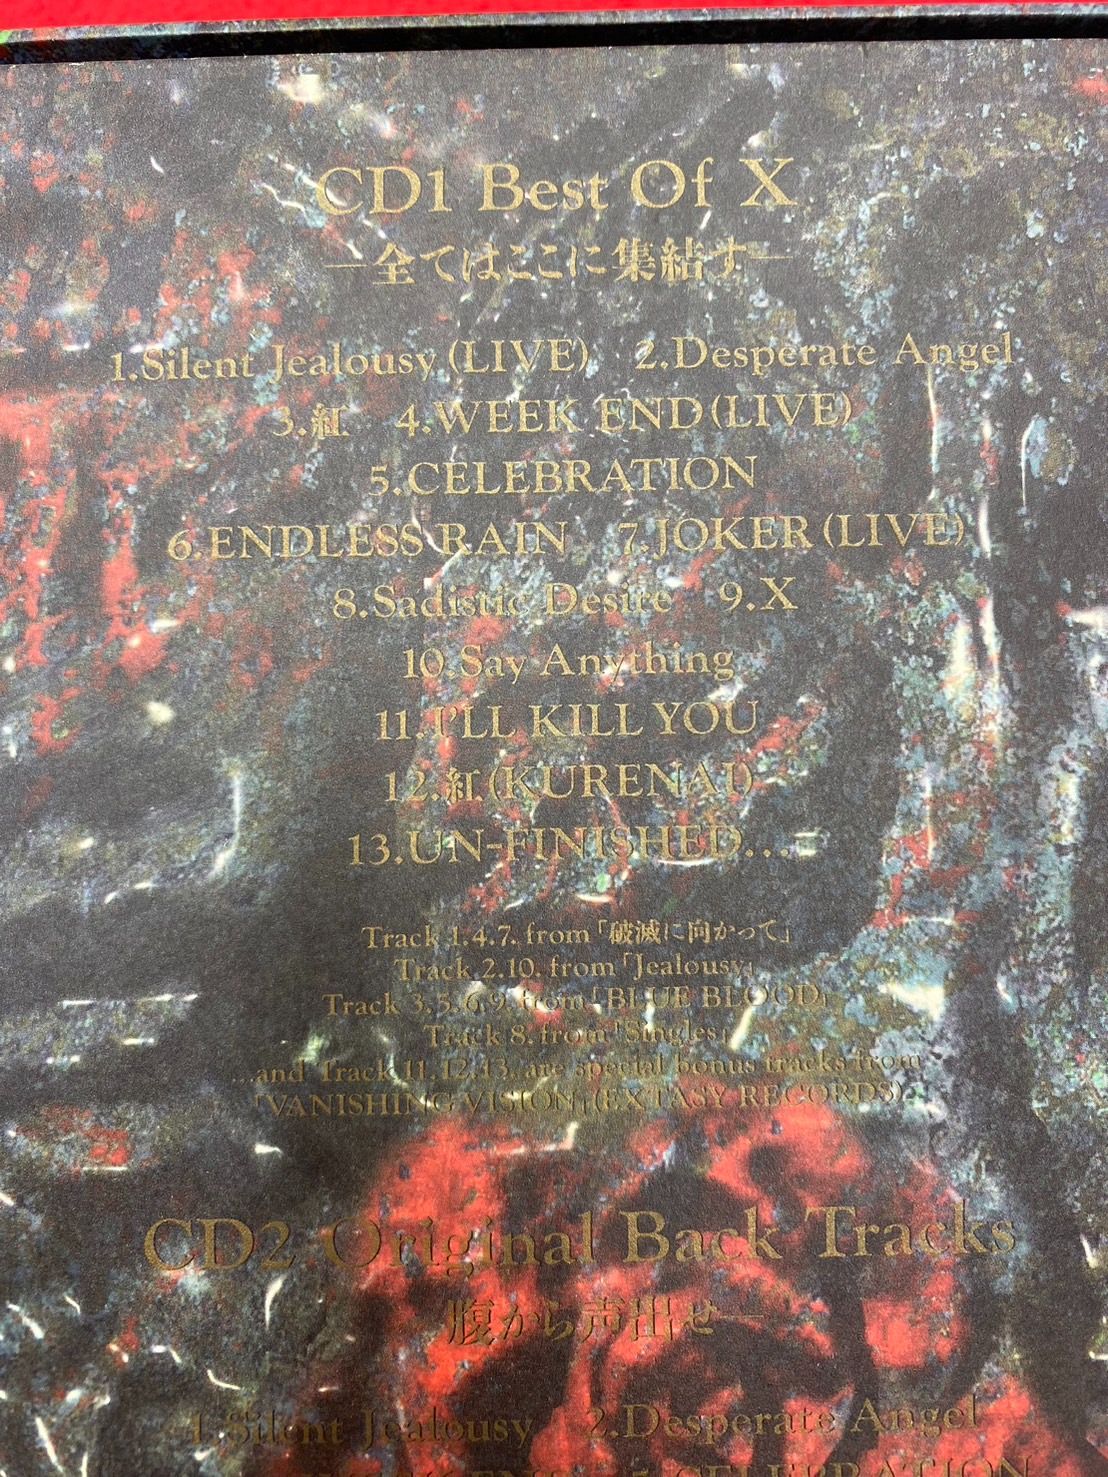 CD1 Best Of X
―全てはここに集結す―
1.Silent Jealousy(LIVE) 2.Desperate Angel
3.紅 4.WEEK END(LIVE)
5.CELEBRATION
6.ENDLESS RAIN 7.JOKER(LIVE)
8.Sadistic Desire 9.X
10.Say Anything
11.I'LL KILL YOU
12.紅(KURENAI)
13.UN-FINISHED...
Track 1.4.7. from「破滅に向かって」
Track 2.10. from「Jealousy」
Track 3.5.6.9. from「BLUE BLOOD」
Track 8. from「Singles」
...and Track 11.12.13. are special bonus tracks from
「VANISHING VISION」(EXTASY RECORDS)
CD2 Original Back Tracks
―腹から声出せ―
1.Silent Jealousy 2.Desperate Angel
END 5.CELEBRATION